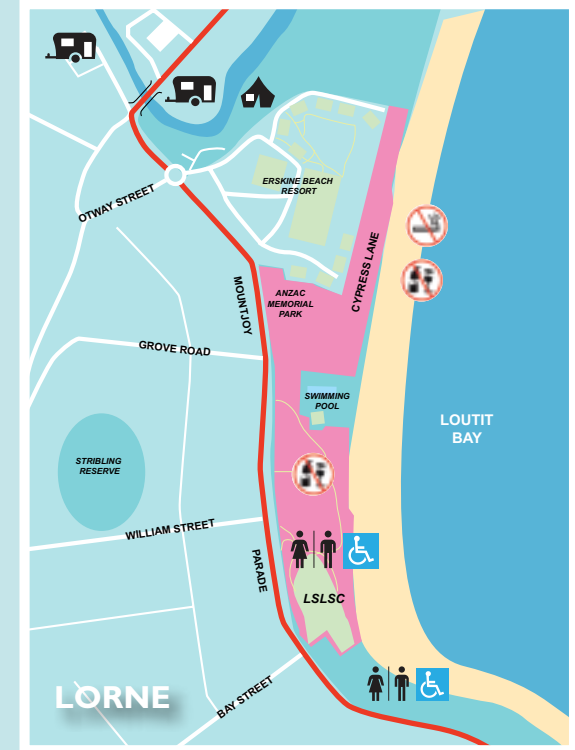 OTWAY STREET
ERSKINE BEACH
RESORT
CYPRESS LANE
MOUNTJOY
ANZAC
MEMORIAL
PARK
GROVE ROAD
SWIMMING
POOL
LOUTIT
BAY
STRIBLING
RESERVE
WILLIAM STREET
PARADE
LSLSC
BAY STREET
LORNE